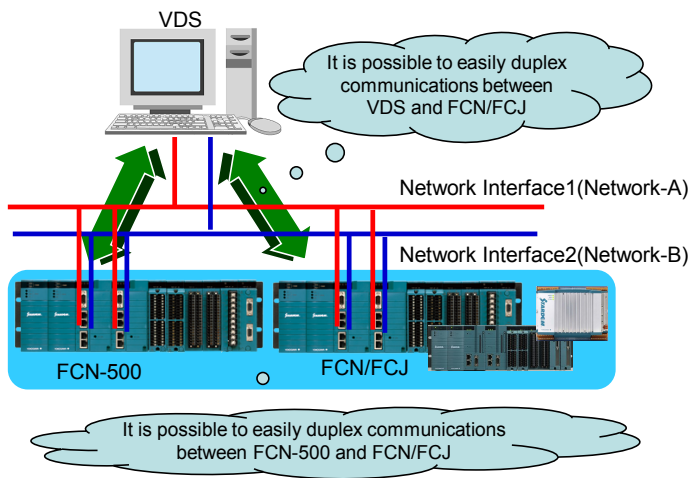 VDS
It is possible to easily duplex
communications between
VDS and FCN/FCJ
Network Interface1(Network-A)
Network Interface2(Network-B)
FCN-500
FCN/FCJ
It is possible to easily duplex communications
between FCN-500 and FCN/FCJ